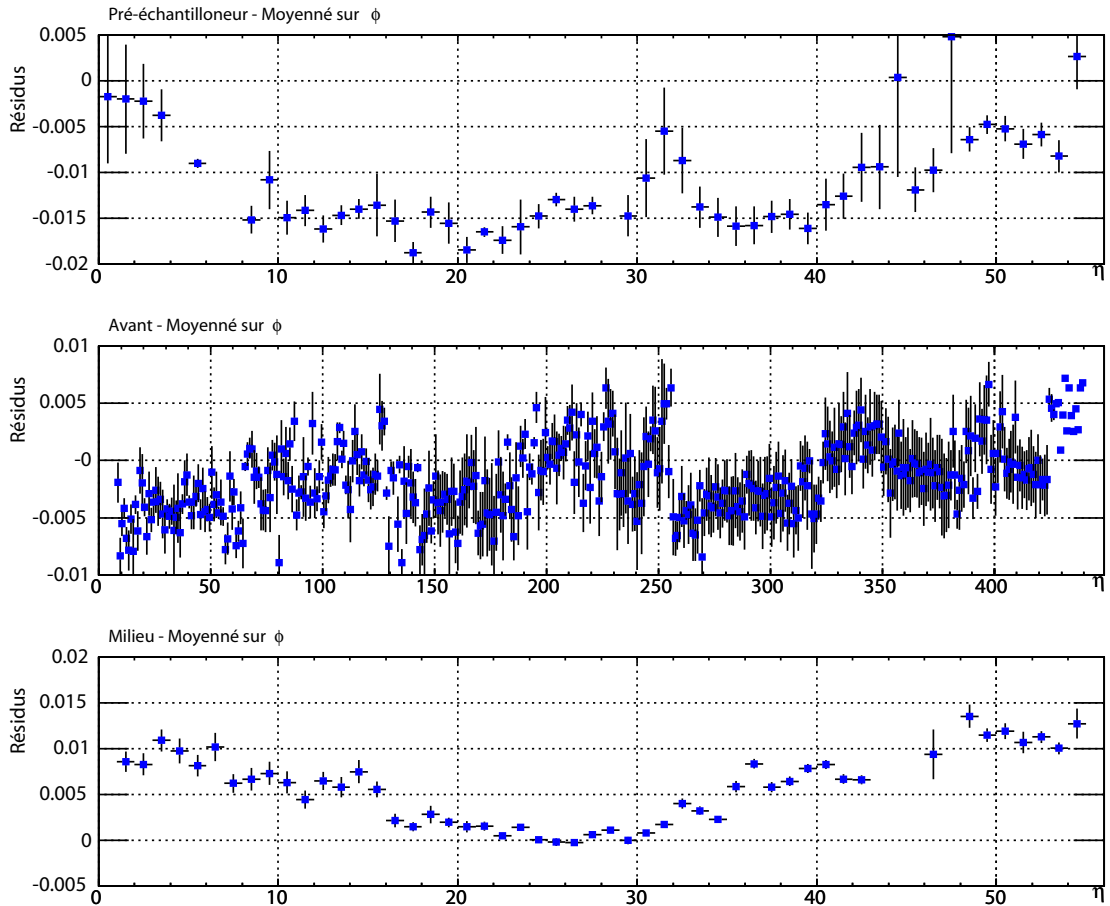 Pré-échantilloneur - Moyenné sur φ
Résidus
0.005
0
-0.005
-0.01
-0.015
-0.02
0 10 20 30 40 50 η
Avant - Moyenné sur φ
Résidus
0.01
0.005
-0
-0.005
-0.01
0 50 100 150 200 250 300 350 400 η
Milieu - Moyenné sur φ
Résidus
0.02
0.015
0.01
0.005
0
-0.005
0 10 20 30 40 50 η